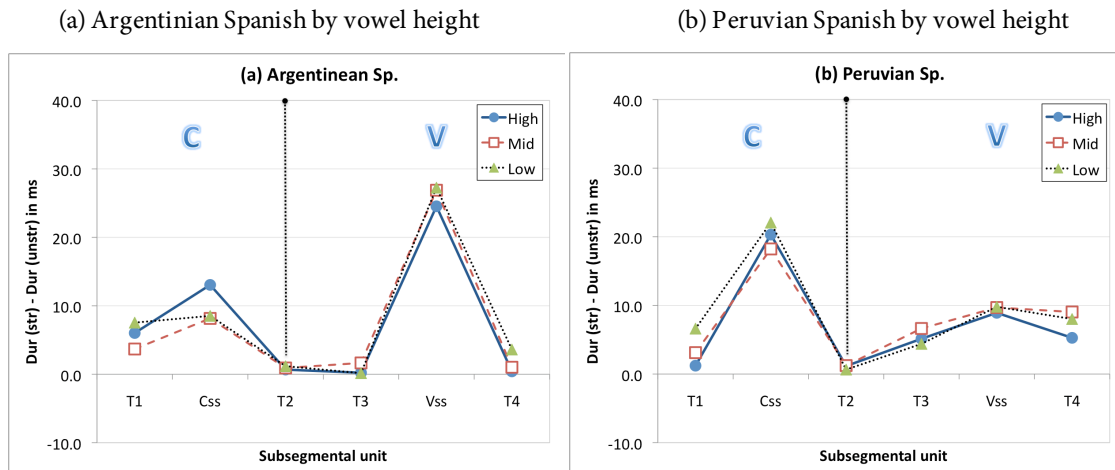 (a) Argentinian Spanish by vowel height
(b) Peruvian Spanish by vowel height
(a) Argentinean Sp.
Dur (str) - Dur (unstr) in ms
40.0
30.0
20.0
10.0
0.0
-10.0
C
V
High
Mid
Low
T1 Css T2 T3 Vss T4
Subsegmental unit
(b) Peruvian Sp.
Dur (str) - Dur (unstr) in ms
40.0
30.0
20.0
10.0
0.0
-10.0
C
V
High
Mid
Low
T1 Css T2 T3 Vss T4
Subsegmental unit